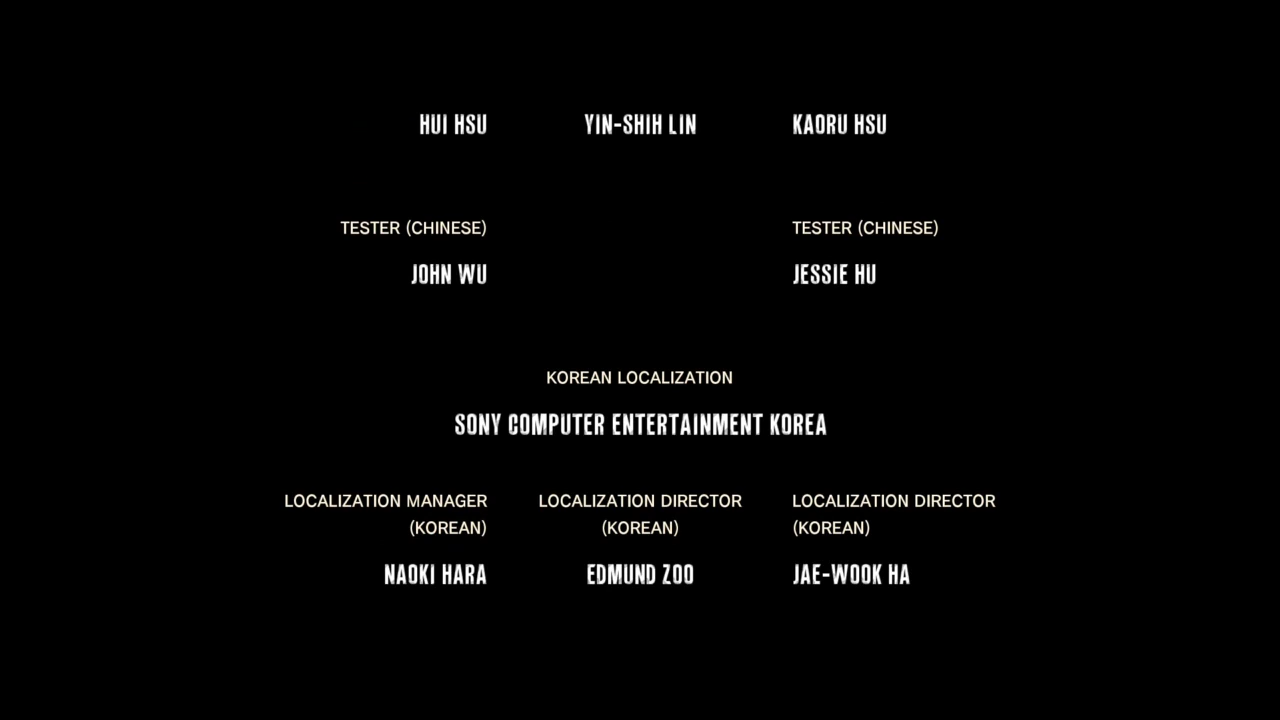 HUI HSU YIN-SHIH LIN KAORU HSU
TESTER (CHINESE) TESTER (CHINESE)
JOHN WU JESSIE HU
KOREAN LOCALIZATION
SONY COMPUTER ENTERTAINMENT KOREA
LOCALIZATION MANAGER LOCALIZATION DIRECTOR LOCALIZATION DIRECTOR
(KOREAN) (KOREAN) (KOREAN)
NAOKI HARA EDMUND ZOO JAE-WOOK HA